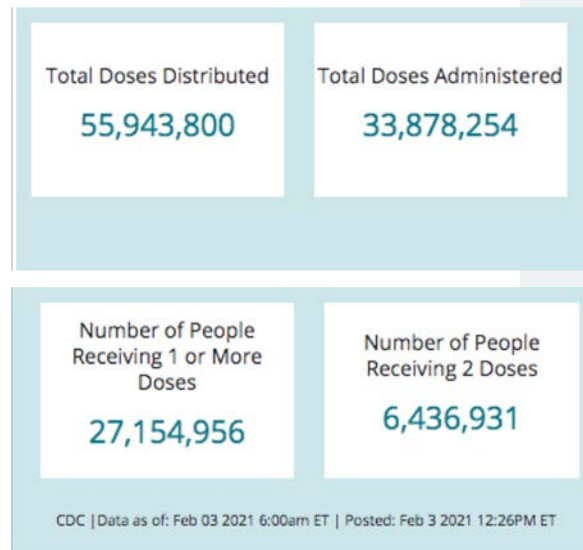 Total Doses Distributed
55,943,800
Total Doses Administered
33,878,254
Number of People
Receiving 1 or More
Doses
27,154,956
Number of People
Receiving 2 Doses
6,436,931
CDC |Data as of: Feb 03 2021 6:00am ET | Posted: Feb 3 2021 12:26PM ET